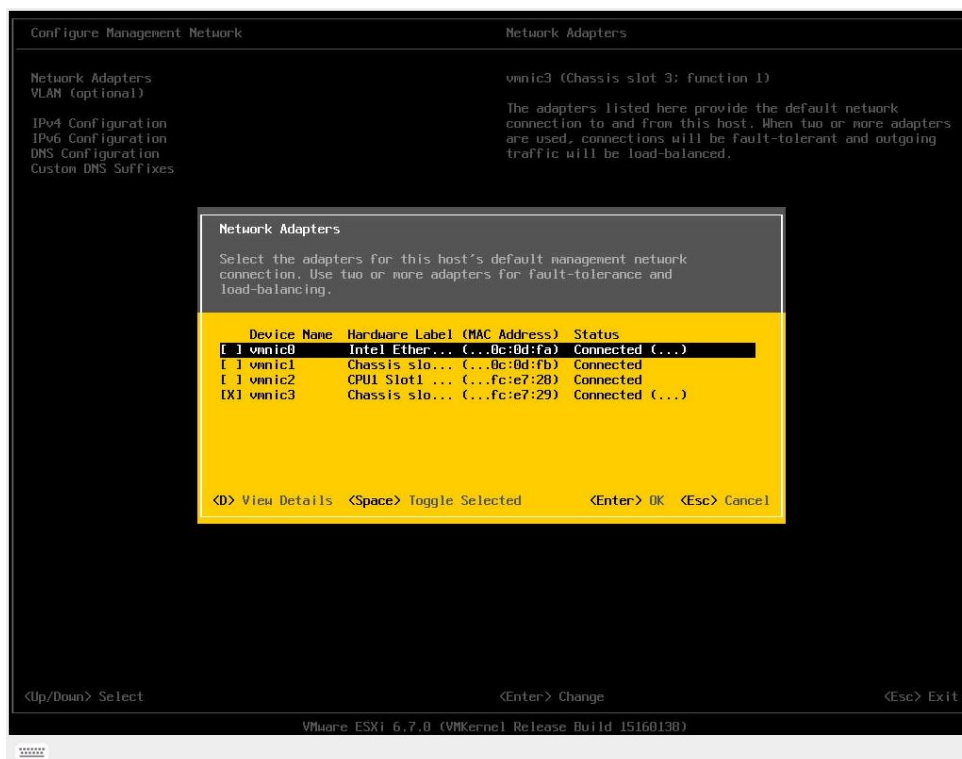 Configure Management Network
Network Adapters
Network Adapters
VLAN (optional)
IPv4 Configuration
IPv6 Configuration
DNS Configuration
Custom DNS Suffixes
vmnic3 (Chassis slot 3; function 1)
The adapters listed here provide the default network
connection to and from this host. When two or more adapters
are used, connections will be fault-tolerant and outgoing
traffic will be load-balanced.
Network Adapters
Select the adapters for this host's default management network
connection. Use two or more adapters for fault-tolerance and
load-balancing.
Device Name Hardware Label (MAC Address) Status
[ ] vmnic0 Intel Ether... (...0c:0d:fa) Connected (...)
[ ] vmnic1 Chassis slo... (...0c:0d:fb) Connected
[ ] vmnic2 CPU1 Slot1 ... (...fc:e7:28) Connected
[X] vmnic3 Chassis slo... (...fc:e7:29) Connected (...)
<D> View Details <Space> Toggle Selected <Enter> OK <Esc> Cancel
<Up/Down> Select <Enter> Change <Esc> Exit
VMware ESXi 6.7.0 (VMKernel Release Build 15160138)